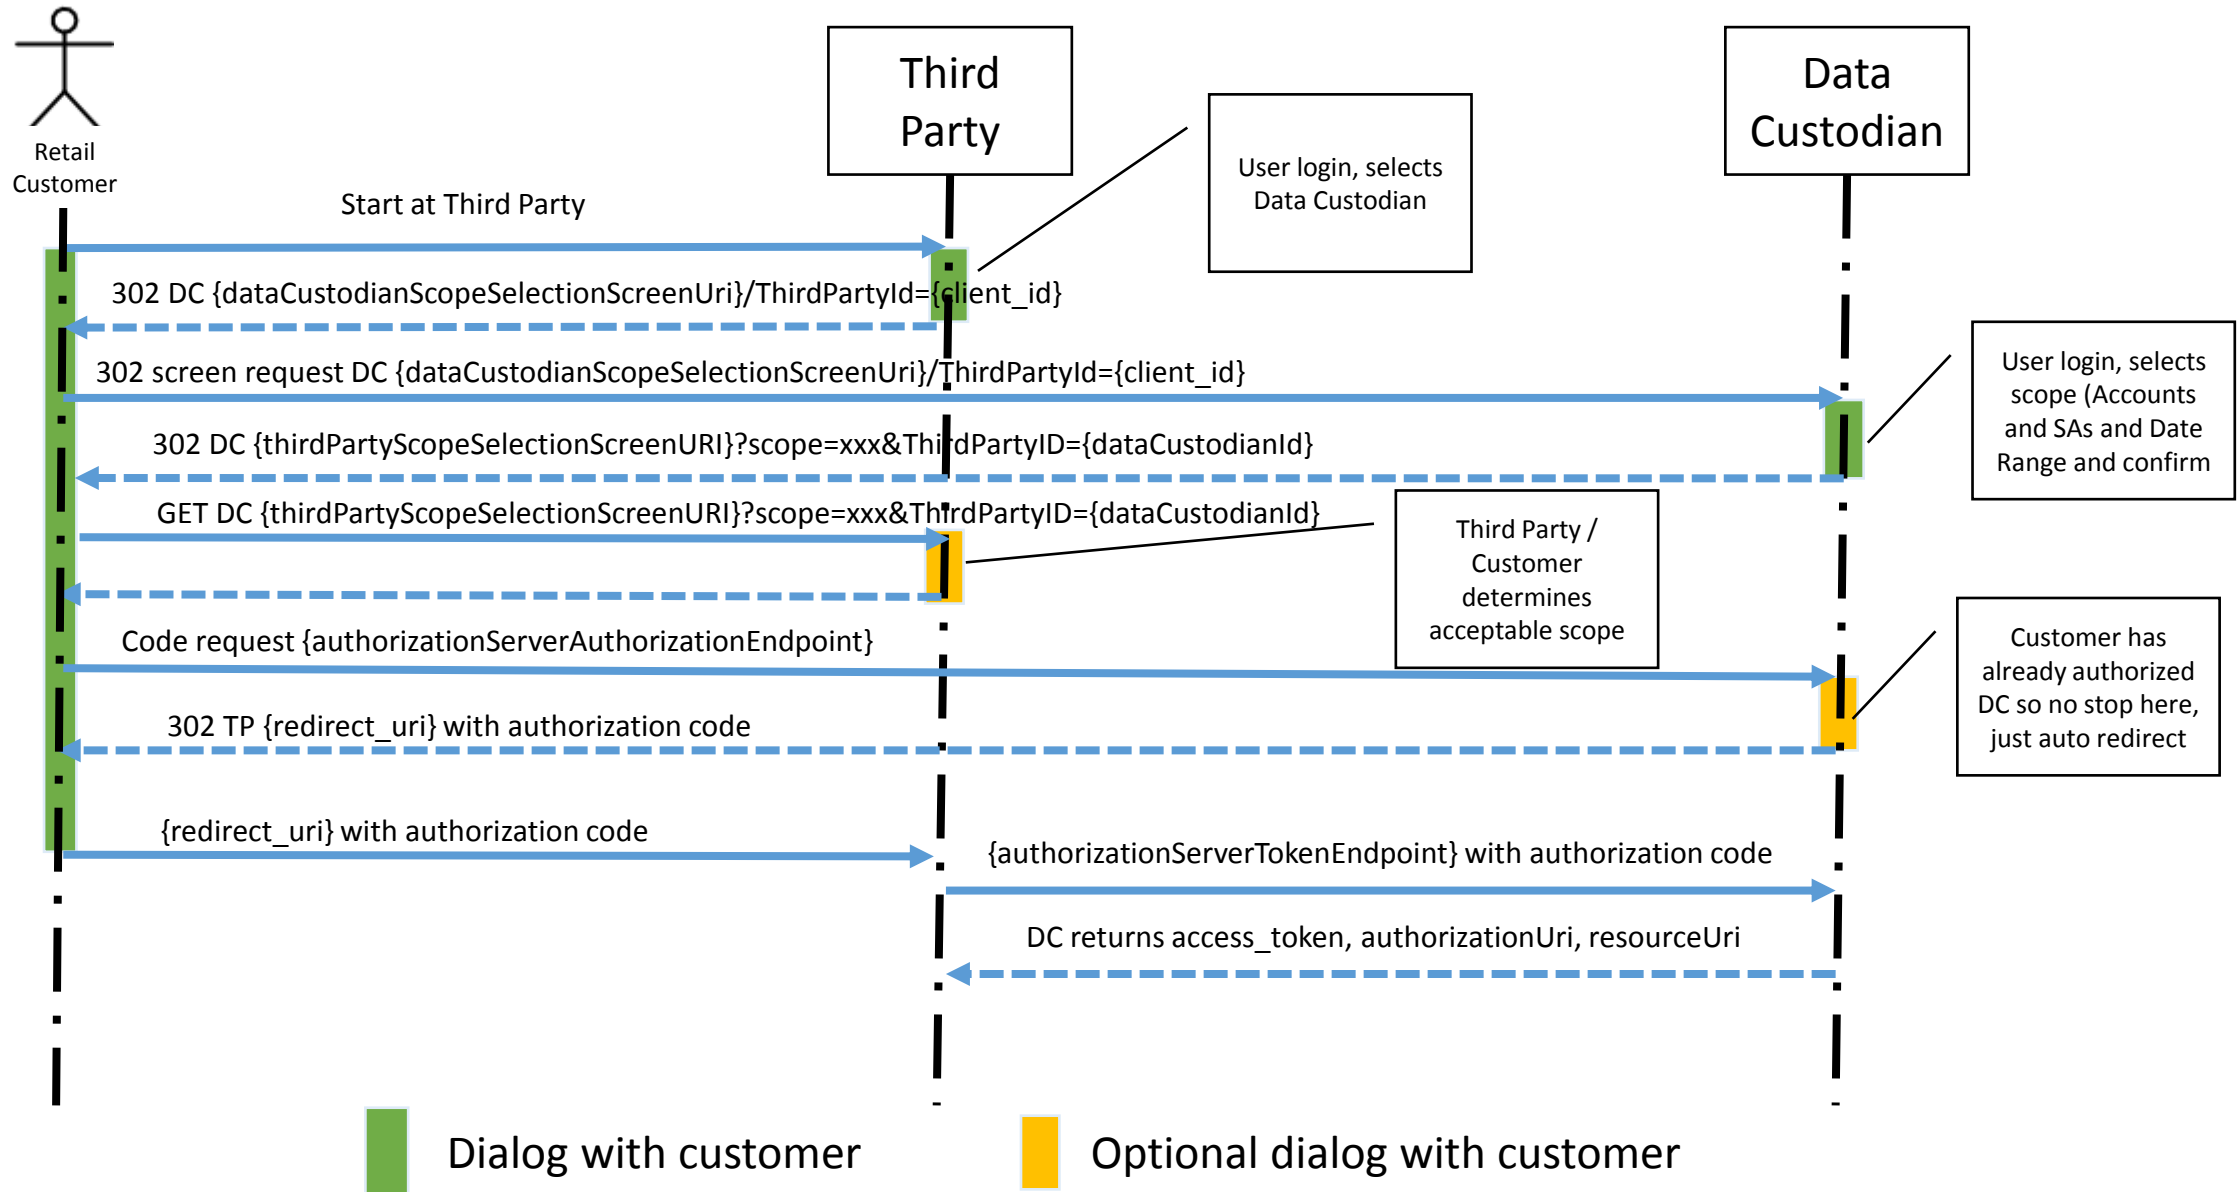 Third
Party
Data
Custodian
Retail
Customer
User login, selects
Data Custodian
Start at Third Party
302 DC {dataCustodianScopeSelectionScreenUri}/ThirdPartyId={client_id}
302 screen request DC {dataCustodianScopeSelectionScreenUri}/ThirdPartyId={client_id}
User login, selects
scope (Accounts
and SAs and Date
Range and confirm
302 DC {thirdPartyScopeSelectionScreenURI}?scope=xxx&ThirdPartyID={dataCustodianId}
GET DC {thirdPartyScopeSelectionScreenURI}?scope=xxx&ThirdPartyID={dataCustodianId}
Third Party /
Customer
determines
acceptable scope
Code request {authorizationServerAuthorizationEndpoint}
Customer has
already authorized
DC so no stop here,
just auto redirect
302 TP {redirect_uri} with authorization code
{redirect_uri} with authorization code
{authorizationServerTokenEndpoint} with authorization code
DC returns access_token, authorizationUri, resourceUri
Dialog with customer
Optional dialog with customer